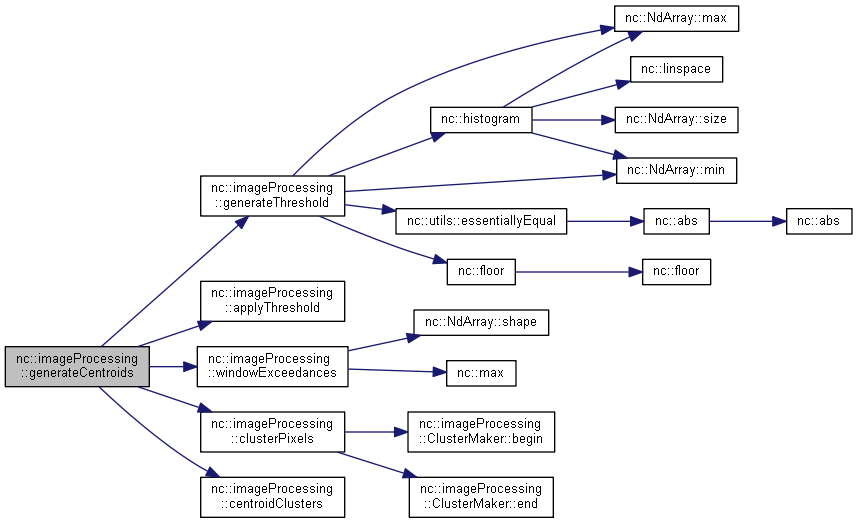 nc::imageProcessing
::generateCentroids
nc::imageProcessing
::generateThreshold
nc::NdArray::max
nc::histogram
nc::linspace
nc::NdArray::size
nc::NdArray::min
nc::utils::essentiallyEqual
nc::abs
nc::abs
nc::floor
nc::floor
nc::imageProcessing
::applyThreshold
nc::imageProcessing
::windowExceedances
nc::NdArray::shape
nc::max
nc::imageProcessing
::clusterPixels
nc::imageProcessing
::ClusterMaker::begin
nc::imageProcessing
::ClusterMaker::end
nc::imageProcessing
::centroidClusters